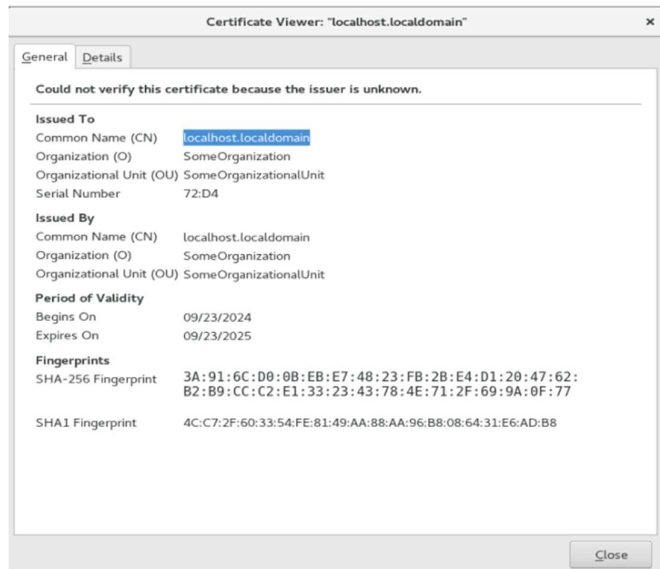 Certificate Viewer: "localhost.localdomain" ×
General Details
Could not verify this certificate because the issuer is unknown.
Issued To
Common Name (CN) localhost.localdomain
Organization (O) SomeOrganization
Organizational Unit (OU) SomeOrganizationalUnit
Serial Number 72:D4
Issued By
Common Name (CN) localhost.localdomain
Organization (O) SomeOrganization
Organizational Unit (OU) SomeOrganizationalUnit
Period of Validity
Begins On 09/23/2024
Expires On 09/23/2025
Fingerprints
SHA-256 Fingerprint 3A:91:6C:D0:0B:EB:E7:48:23:FB:2B:E4:D1:20:47:62:
B2:B9:CC:C2:E1:33:23:43:78:4E:71:2F:69:9A:0F:77
SHA1 Fingerprint 4C:C7:2F:60:33:54:FE:81:49:AA:88:AA:96:B8:08:64:31:E6:AD:B8
Close